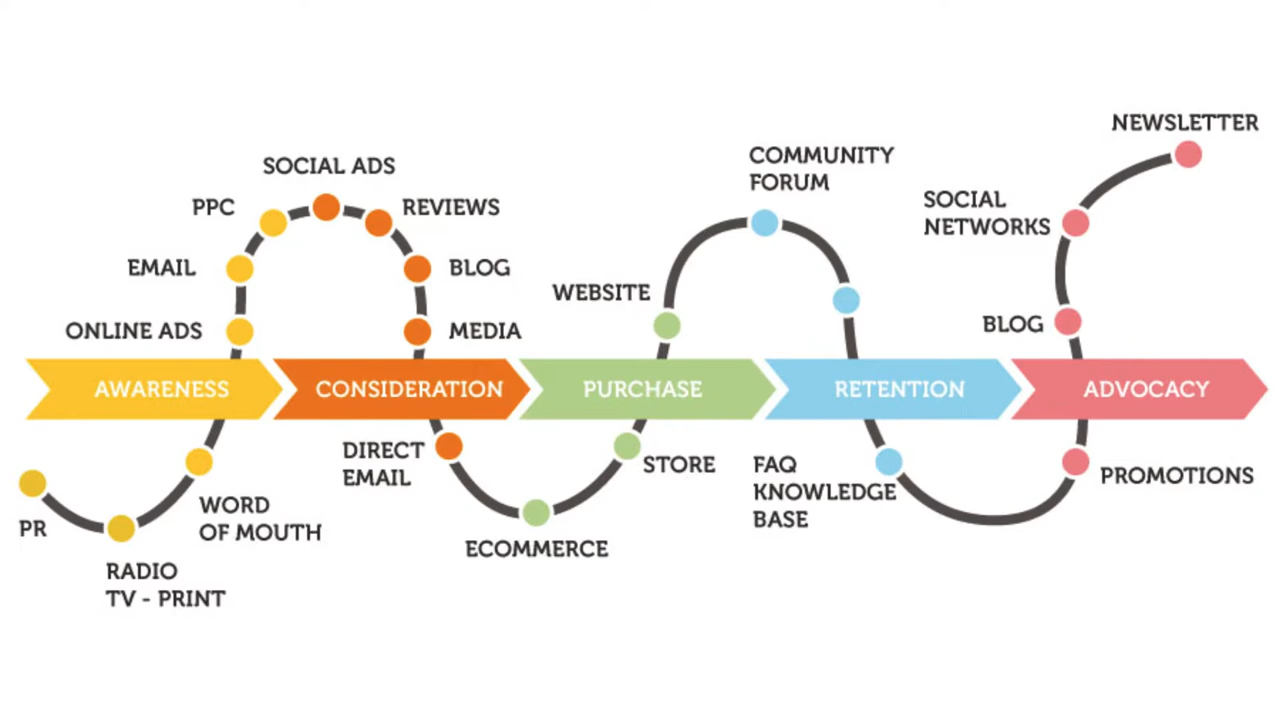 NEWSLETTER
COMMUNITY
FORUM
SOCIAL ADS
PPC
REVIEWS
SOCIAL
NETWORKS
EMAIL
BLOG
WEBSITE
ONLINE ADS
MEDIA
BLOG
AWARENESS
CONSIDERATION
PURCHASE
RETENTION
ADVOCACY
DIRECT
EMAIL
STORE
FAQ
KNOWLEDGE
BASE
PROMOTIONS
PR
WORD
OF MOUTH
ECOMMERCE
RADIO
TV - PRINT